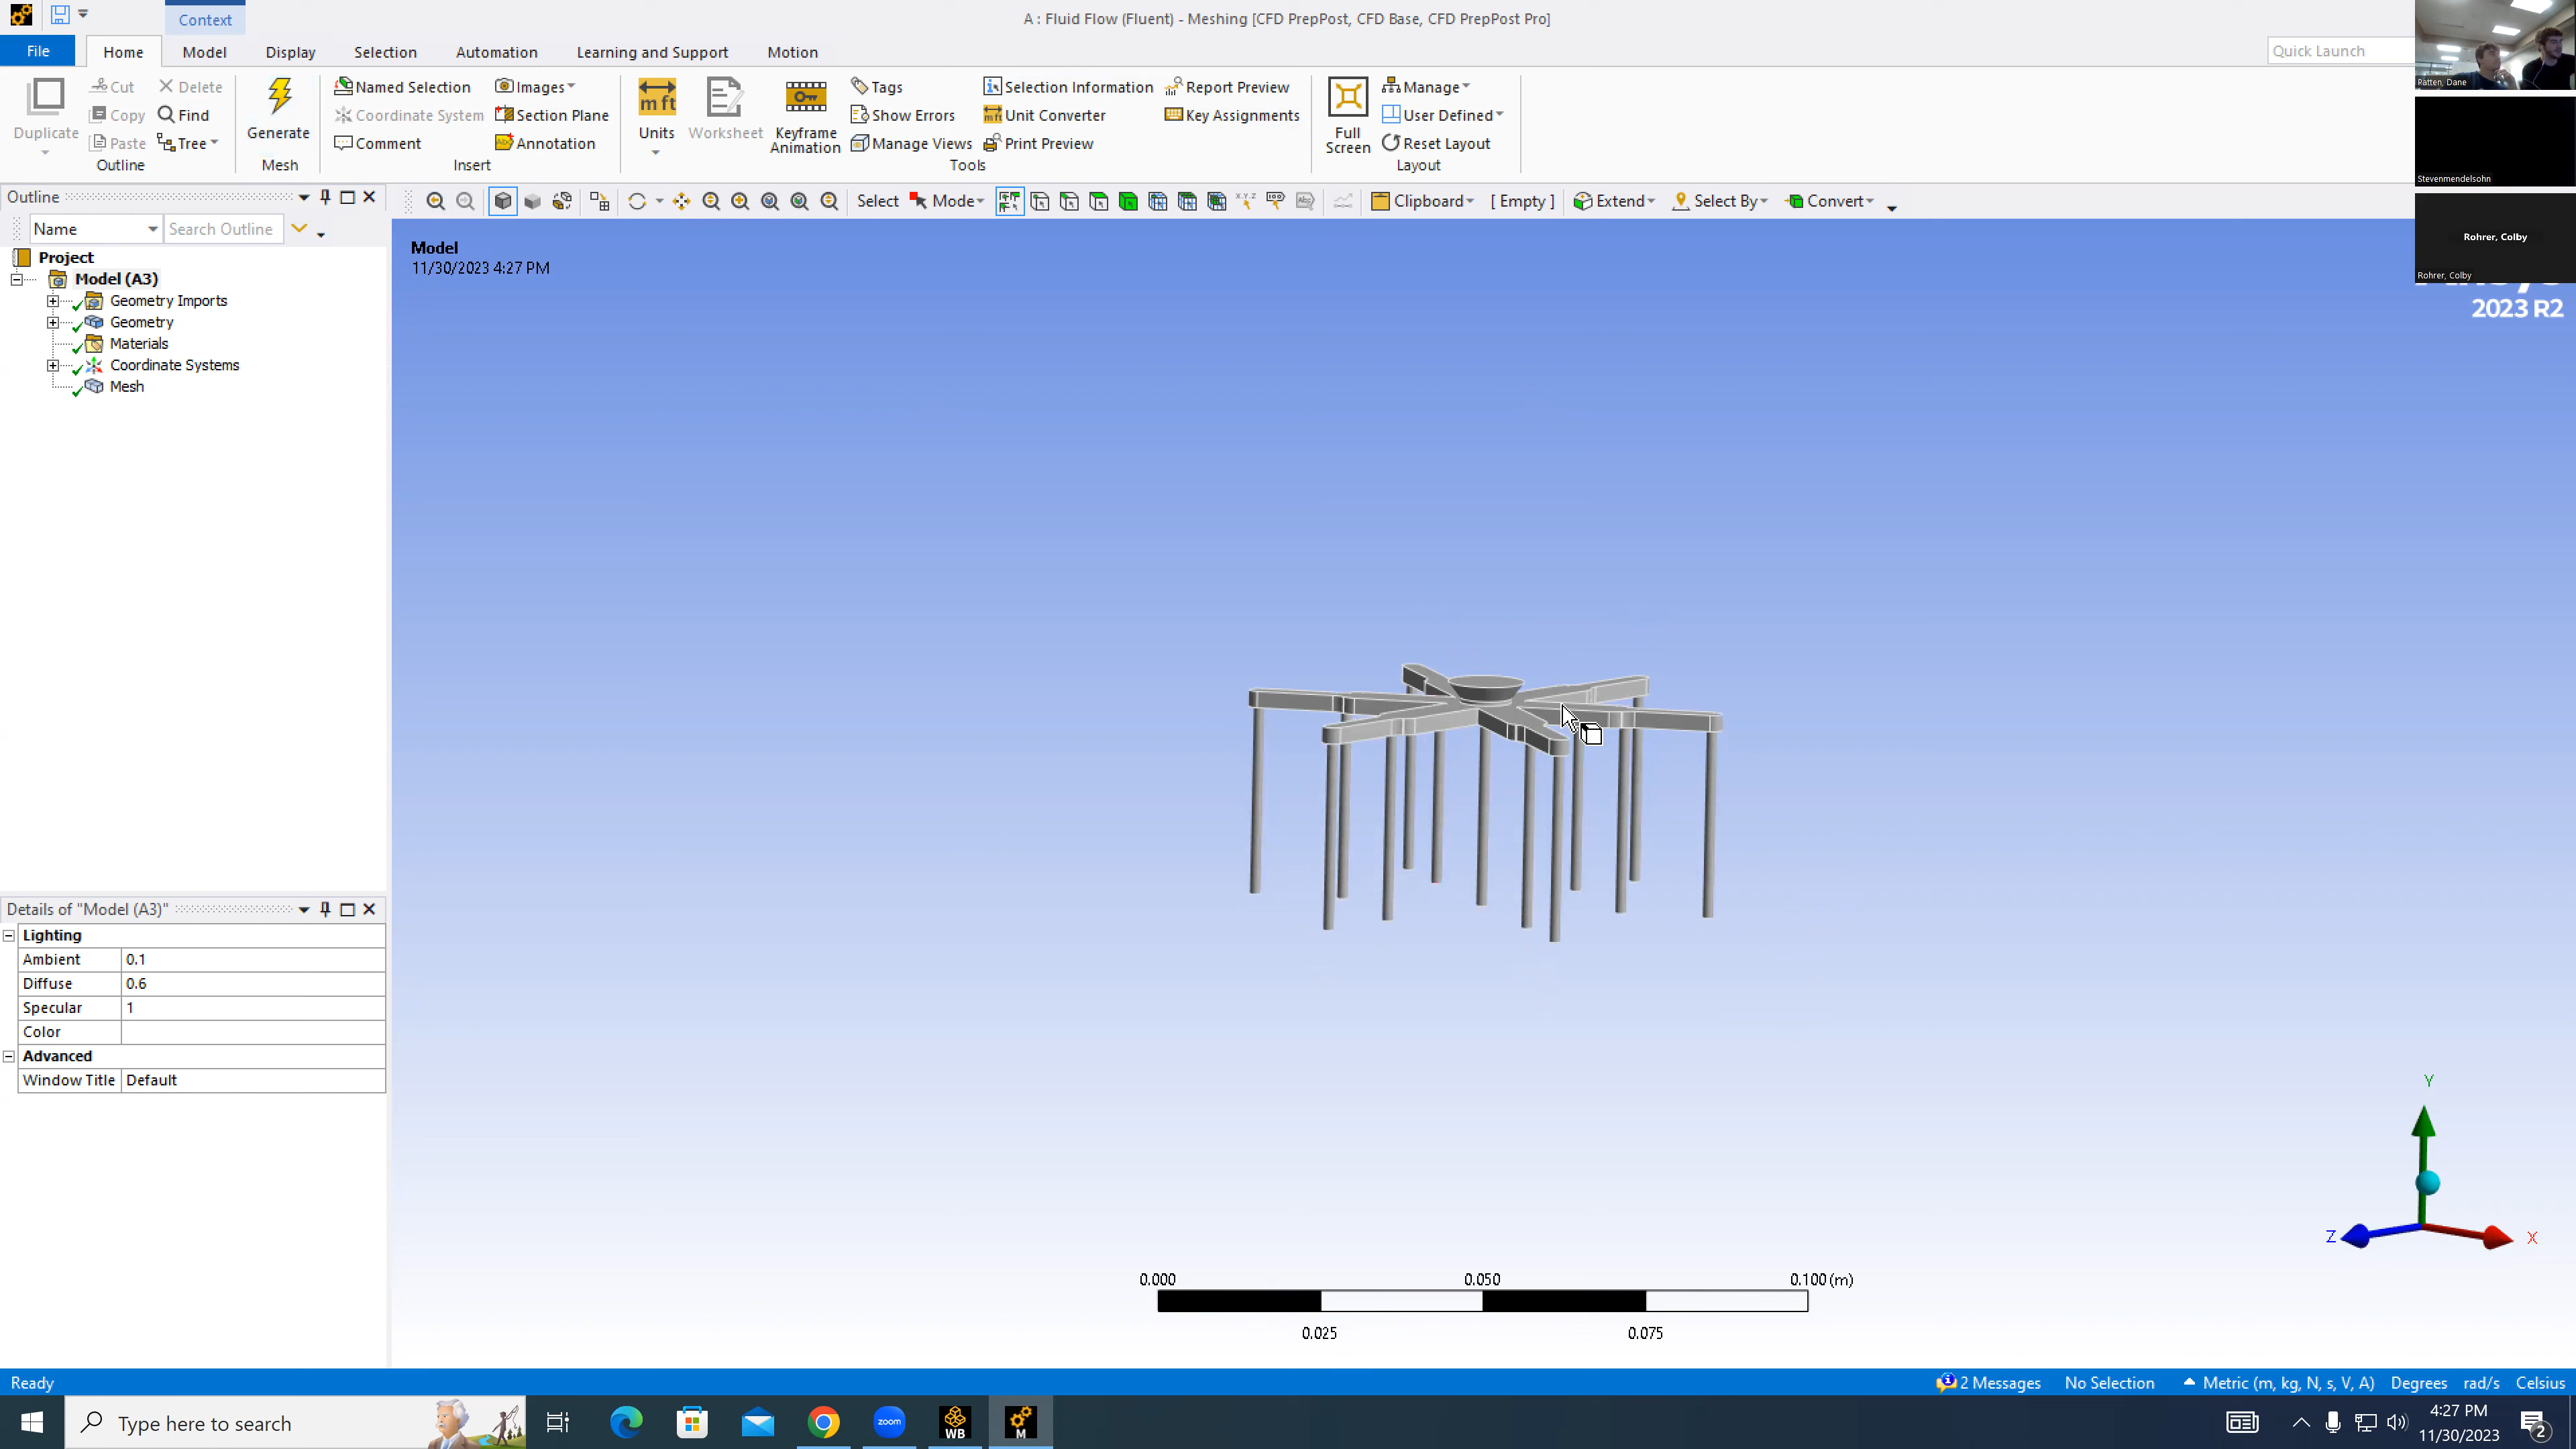 Context
A : Fluid Flow (Fluent) - Meshing [CFD PrepPost, CFD Base, CFD PrepPost Pro]
File Home Model Display Selection Automation Learning and Support Motion
Quick Launch
Duplicate
Cut
Copy
Paste
Delete
Find
Tree
Outline
Generate
Mesh
Named Selection
Coordinate System
Comment
Images
Section Plane
Annotation
Insert
m ft
Units
Worksheet
Keyframe
Animation
Tags
Show Errors
Manage Views
Selection Information
Unit Converter
Print Preview
Report Preview
Key Assignments
Tools
Full
Screen
Manage
User Defined
Reset Layout
Layout
Patten, Dane
Stevenmendelsohn
Rohrer, Colby
Rohrer, Colby
2023 R2
Outline
Name Search Outline
Select Mode Clipboard [ Empty ] Extend Select By Convert
Project
Model (A3)
Geometry Imports
Geometry
Materials
Coordinate Systems
Mesh
Model
11/30/2023 4:27 PM
Details of "Model (A3)"
Lighting
Ambient 0.1
Diffuse 0.6
Specular 1
Color
Advanced
Window Title Default
Y
Z
X
0.000 0.050 0.100 (m)
0.025 0.075
Ready
2 Messages No Selection Metric (m, kg, N, s, V, A) Degrees rad/s Celsius
Type here to search
zoom
WB
M
4:27 PM
11/30/2023
2